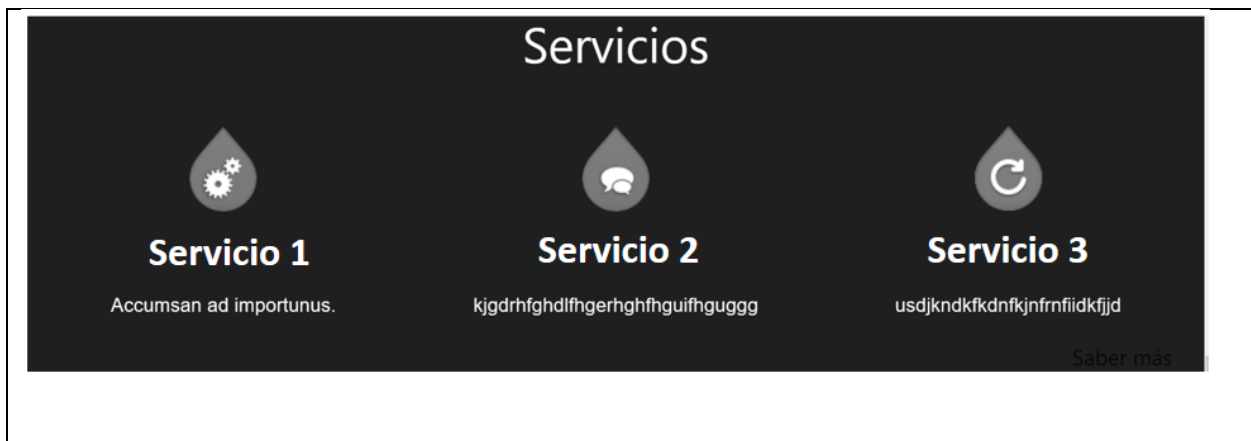 Servicios
Servicio 1
Servicio 2
Servicio 3
Accumsan ad importunus.
kjgdrhfghdlfhgerhghfhguifhguggg
usdjkndkfkdnfkjnfrnfiidkfjjd
Saber más